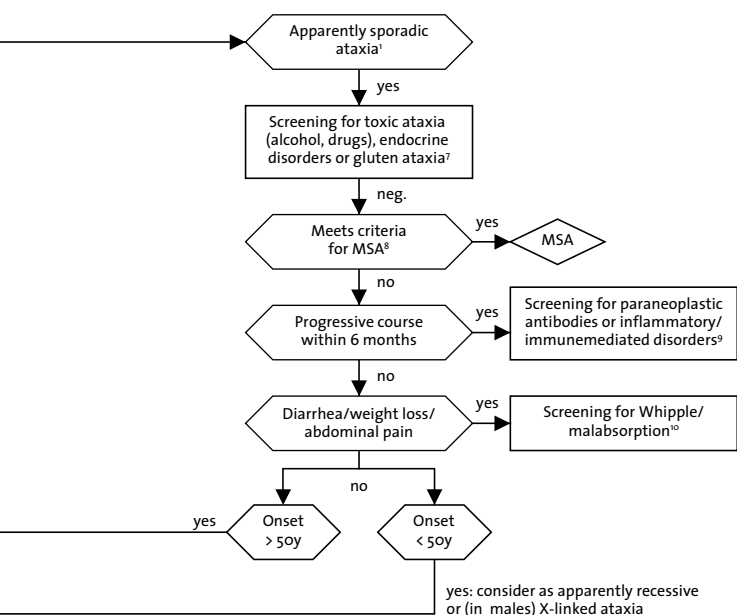 Apparently sporadic
ataxia¹
yes
Screening for toxic ataxia
(alcohol, drugs), endocrine
disorders or gluten ataxia⁷
neg.
Meets criteria
for MSA⁸
yes
MSA
no
Progressive course
within 6 months
yes
Screening for paraneoplastic
antibodies or inflammatory/
immunemediated disorders⁹
no
Diarrhea/weight loss/
abdominal pain
yes
Screening for Whipple/
malabsorption¹⁰
no
yes
Onset
> 50y
Onset
< 50y
yes: consider as apparently recessive
or (in males) X-linked ataxia